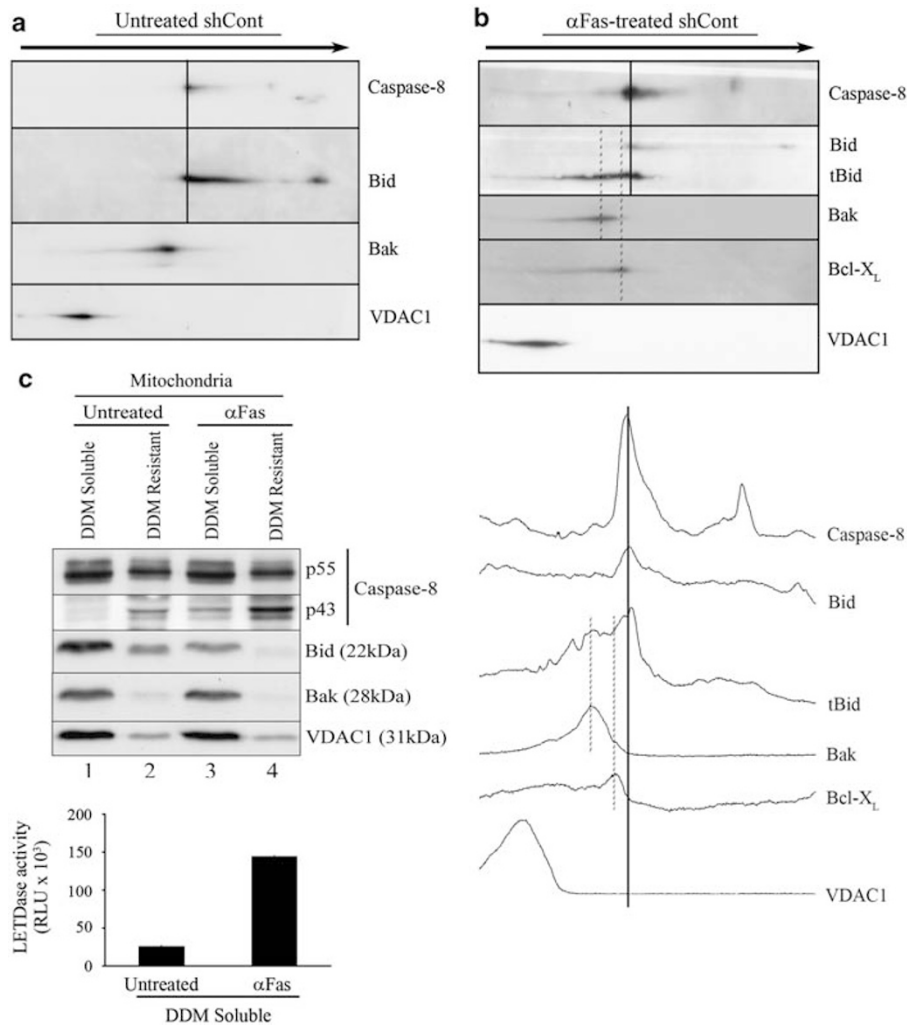 a
Untreated shCont
Caspase-8
Bid
Bak
VDAC1
b
αFas-treated shCont
Caspase-8
Bid
tBid
Bak
Bcl-XL
VDAC1
Caspase-8
Bid
tBid
Bak
Bcl-XL
VDAC1
c
Mitochondria
Untreated αFas
DDM Soluble
DDM Resistant
DDM Soluble
DDM Resistant
p55
p43
Caspase-8
Bid (22kDa)
Bak (28kDa)
VDAC1 (31kDa)
1 2 3 4
LETDase activity
(RLU x 10³)
200
150
100
50
0
Untreated αFas
DDM Soluble